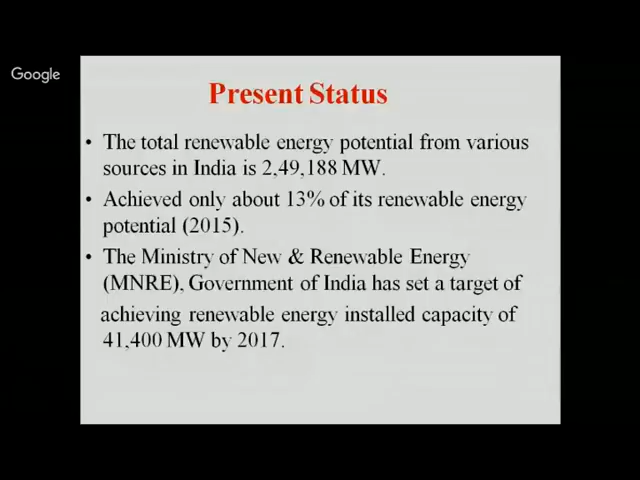 Google
Present Status
• The total renewable energy potential from various
sources in India is 2,49,188 MW.
• Achieved only about 13% of its renewable energy
potential (2015).
• The Ministry of New & Renewable Energy
(MNRE), Government of India has set a target of
achieving renewable energy installed capacity of
41,400 MW by 2017.